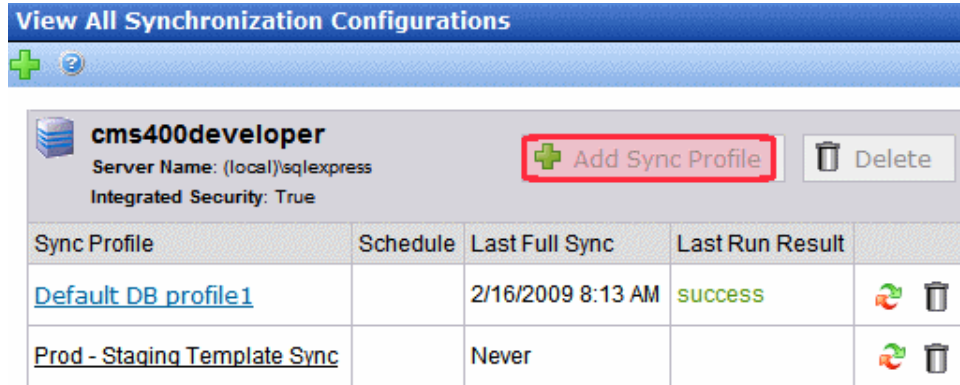 View All Synchronization Configurations
cms400developer
Server Name: (local)\sqlexpress
Integrated Security: True
Add Sync Profile
Delete
Sync Profile Schedule Last Full Sync Last Run Result
Default DB profile1 2/16/2009 8:13 AM success
Prod - Staging Template Sync Never